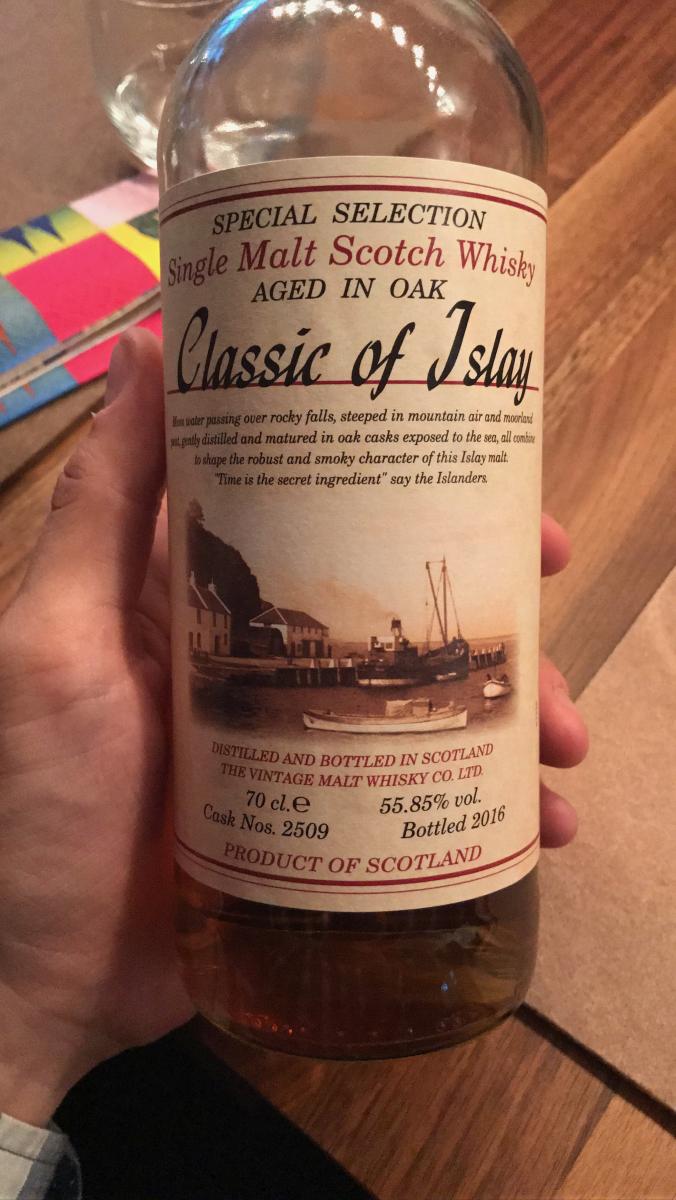 SPECIAL SELECTION
Single Malt Scotch Whisky
AGED IN OAK
Classic of Islay
water passing over rocky falls, steeped in mountain air and moorland
peat, gently distilled and matured in oak casks exposed to the sea, all combine
to shape the robust and smoky character of this Islay malt.
"Time is the secret ingredient" say the Islanders.
DISTILLED AND BOTTLED IN SCOTLAND
THE VINTAGE MALT WHISKY CO. LTD.
70 cl.℮ 55.85% vol.
Cask Nos. 2509 Bottled 2016
PRODUCT OF SCOTLAND